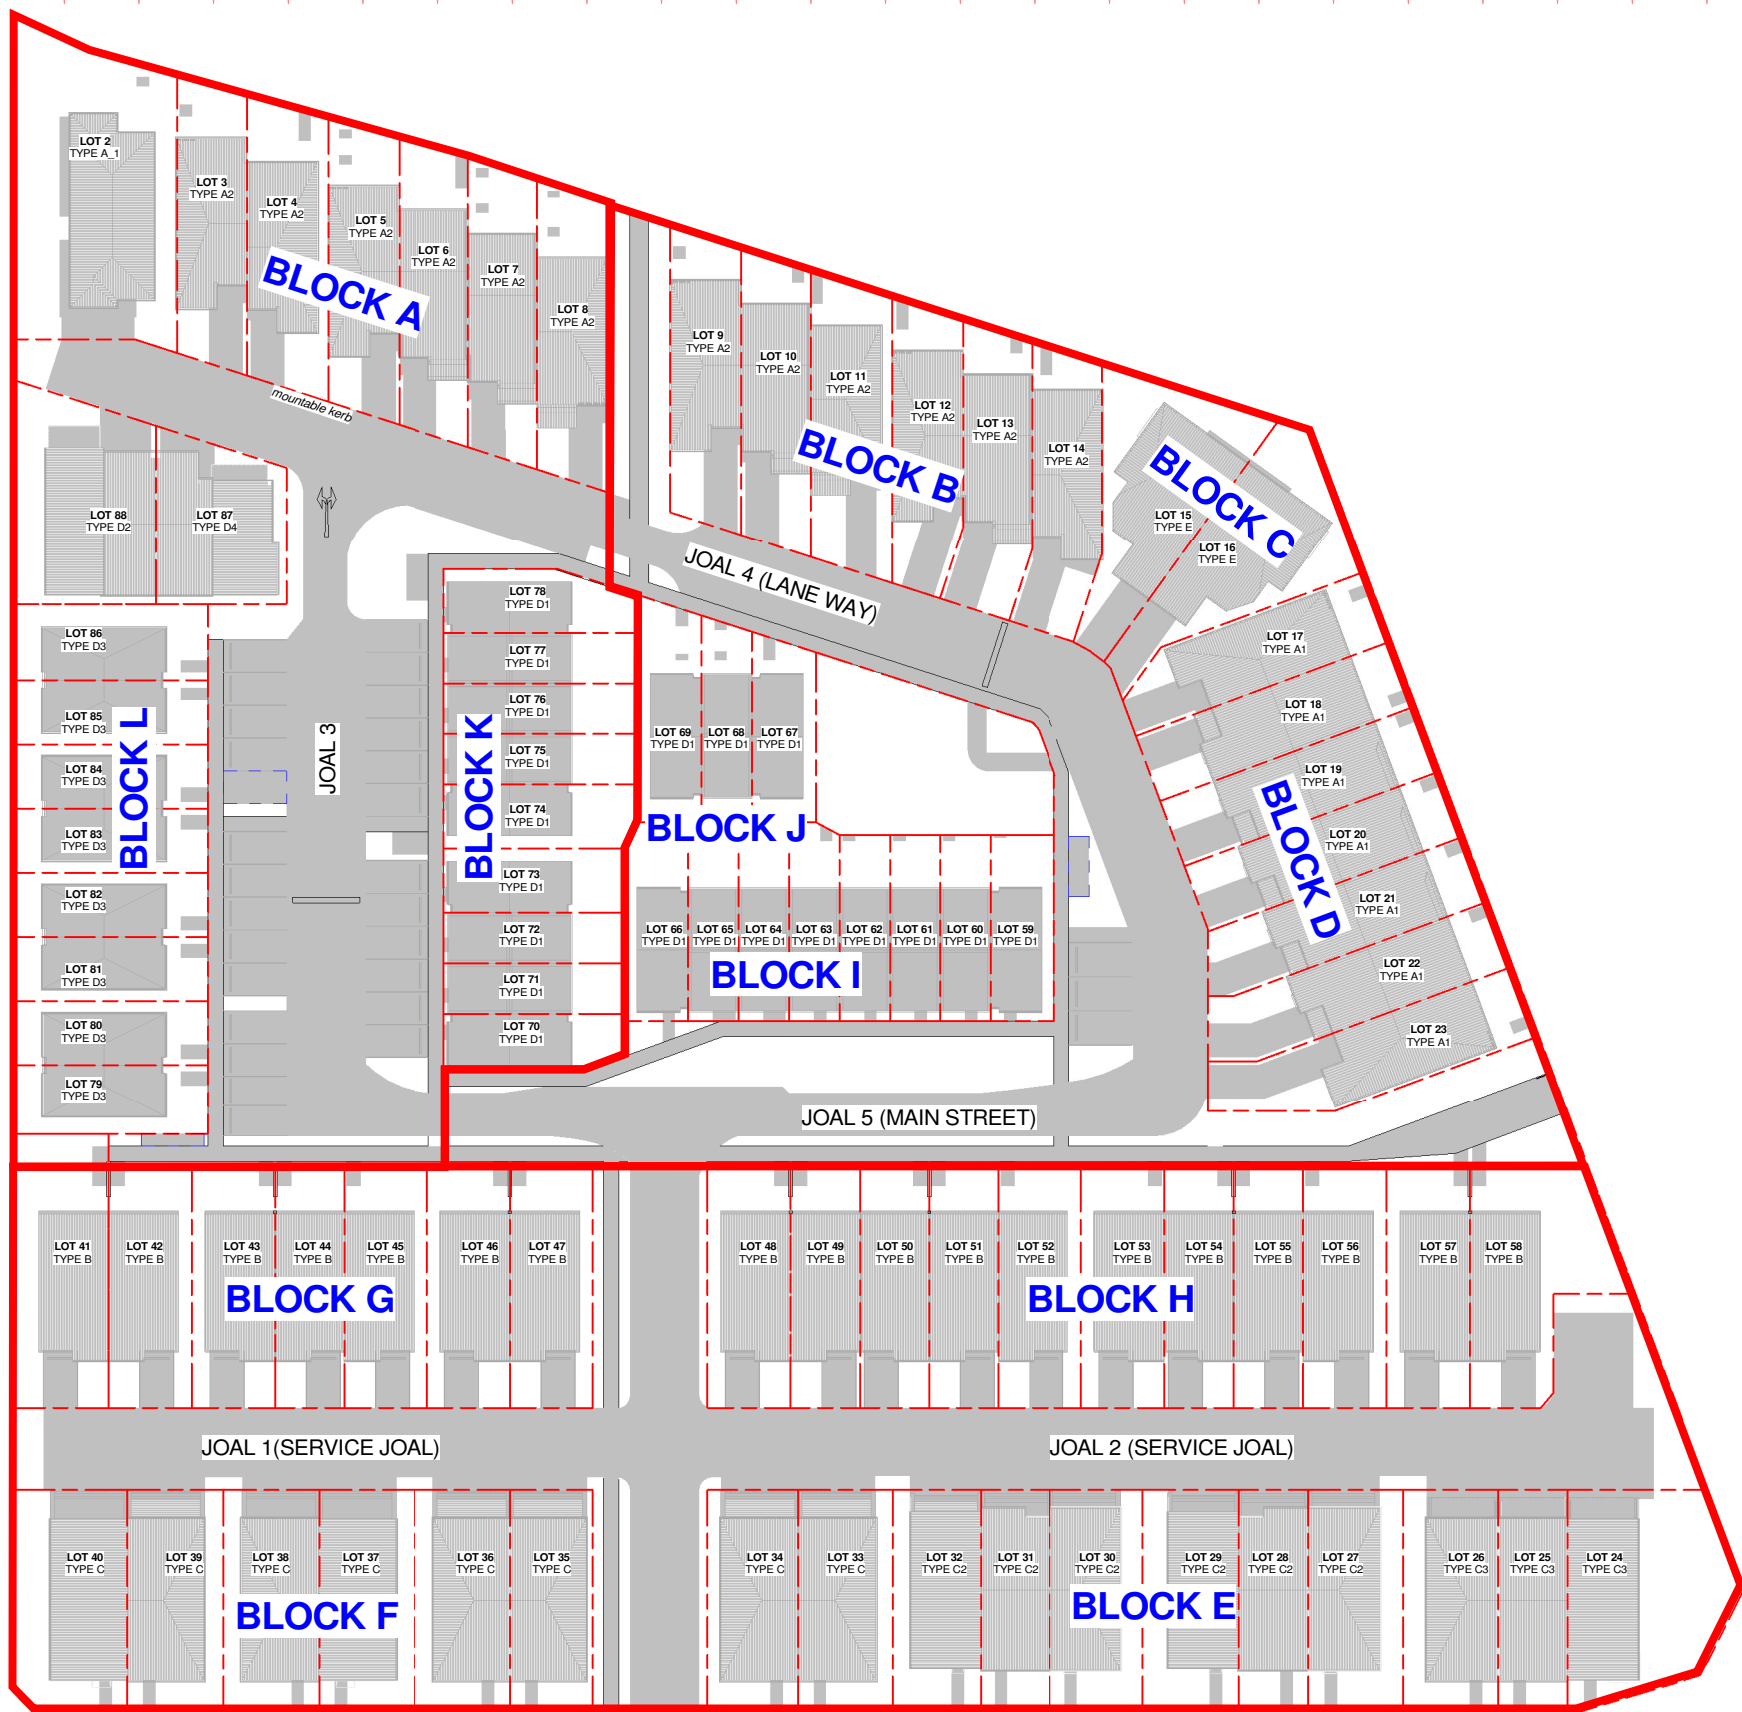 LOT 2
TYPE A_1
LOT 3
TYPE A2
LOT 4
TYPE A2
LOT 5
TYPE A2
LOT 6
TYPE A2
LOT 7
TYPE A2
LOT 8
TYPE A2
BLOCK A
mountable kerb
LOT 9
TYPE A2
LOT 10
TYPE A2
LOT 11
TYPE A2
LOT 12
TYPE A2
LOT 13
TYPE A2
LOT 14
TYPE A2
BLOCK B
LOT 15
TYPE E
LOT 16
TYPE E
BLOCK C
LOT 88
TYPE D2
LOT 87
TYPE D4
JOAL 4 (LANE WAY)
LOT 17
TYPE A1
LOT 18
TYPE A1
LOT 19
TYPE A1
LOT 20
TYPE A1
LOT 21
TYPE A1
LOT 22
TYPE A1
LOT 23
TYPE A1
BLOCK D
LOT 86
TYPE D3
LOT 85
TYPE D3
LOT 84
TYPE D3
LOT 83
TYPE D3
LOT 82
TYPE D3
LOT 81
TYPE D3
LOT 80
TYPE D3
LOT 79
TYPE D3
BLOCK L
JOAL 3
LOT 78
TYPE D1
LOT 77
TYPE D1
LOT 76
TYPE D1
LOT 75
TYPE D1
LOT 74
TYPE D1
LOT 73
TYPE D1
LOT 72
TYPE D1
LOT 71
TYPE D1
LOT 70
TYPE D1
BLOCK K
LOT 69
TYPE D1
LOT 68
TYPE D1
LOT 67
TYPE D1
BLOCK J
LOT 66
TYPE D1
LOT 65
TYPE D1
LOT 64
TYPE D1
LOT 63
TYPE D1
LOT 62
TYPE D1
LOT 61
TYPE D1
LOT 60
TYPE D1
LOT 59
TYPE D1
BLOCK I
JOAL 5 (MAIN STREET)
LOT 41
TYPE B
LOT 42
TYPE B
LOT 43
TYPE B
LOT 44
TYPE B
LOT 45
TYPE B
LOT 46
TYPE B
LOT 47
TYPE B
BLOCK G
LOT 48
TYPE B
LOT 49
TYPE B
LOT 50
TYPE B
LOT 51
TYPE B
LOT 52
TYPE B
LOT 53
TYPE B
LOT 54
TYPE B
LOT 55
TYPE B
LOT 56
TYPE B
LOT 57
TYPE B
LOT 58
TYPE B
BLOCK H
JOAL 1(SERVICE JOAL)
JOAL 2 (SERVICE JOAL)
LOT 40
TYPE C
LOT 39
TYPE C
LOT 38
TYPE C
LOT 37
TYPE C
LOT 36
TYPE C
LOT 35
TYPE C
BLOCK F
LOT 34
TYPE C
LOT 33
TYPE C
LOT 32
TYPE C2
LOT 31
TYPE C2
LOT 30
TYPE C2
LOT 29
TYPE C2
LOT 28
TYPE C2
LOT 27
TYPE C2
LOT 26
TYPE C3
LOT 25
TYPE C3
LOT 24
TYPE C3
BLOCK E